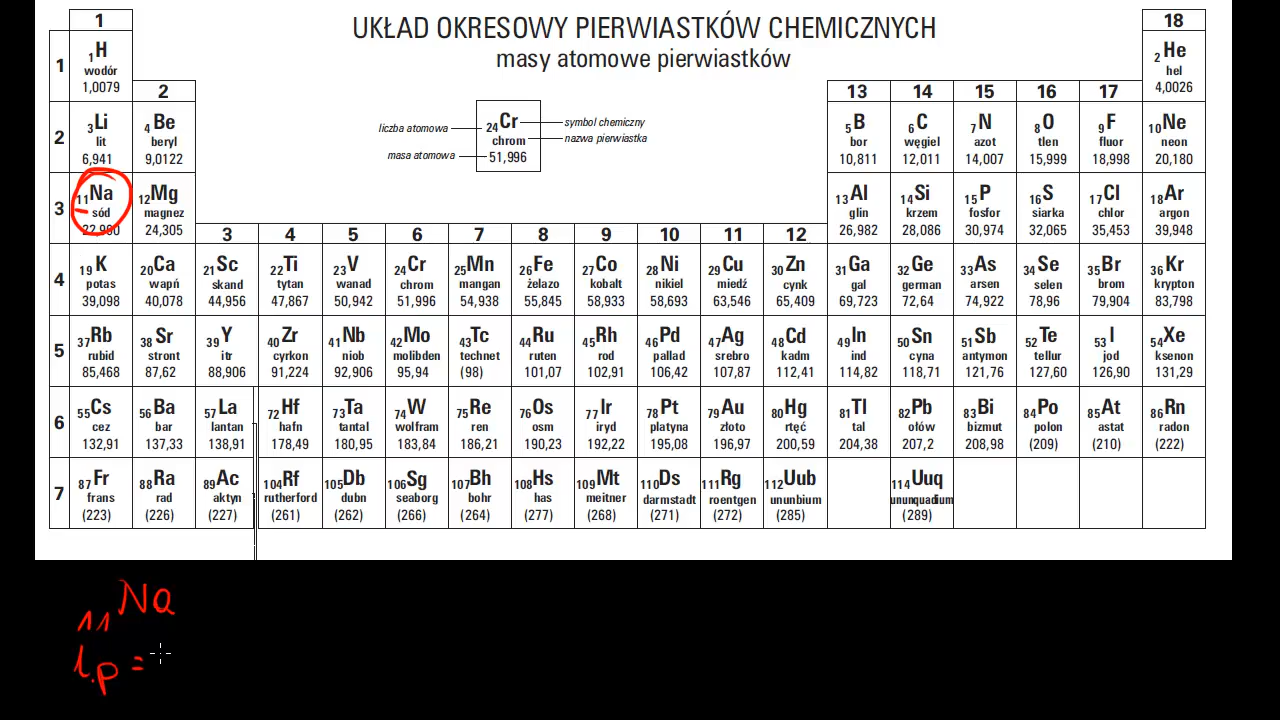 UKŁAD OKRESOWY PIERWIASTKÓW CHEMICZNYCH
masy atomowe pierwiastków
1 18
1 1H wodór 1,0079 2He hel 4,0026
2 13 14 15 16 17
liczba atomowa 24Cr symbol chemiczny
chrom nazwa pierwiastka
masa atomowa 51,996
2 3Li lit 6,941 4Be beryl 9,0122 5B bor 10,811 6C węgiel 12,011 7N azot 14,007 8O tlen 15,999 9F fluor 18,998 10Ne neon 20,180
3 11Na sód 22,990 12Mg magnez 24,305 13Al glin 26,982 14Si krzem 28,086 15P fosfor 30,974 16S siarka 32,065 17Cl chlor 35,453 18Ar argon 39,948
3 4 5 6 7 8 9 10 11 12
4 19K potas 39,098 20Ca wapń 40,078 21Sc skand 44,956 22Ti tytan 47,867 23V wanad 50,942 24Cr chrom 51,996 25Mn mangan 54,938 26Fe żelazo 55,845 27Co kobalt 58,933 28Ni nikiel 58,693 29Cu miedź 63,546 30Zn cynk 65,409 31Ga gal 69,723 32Ge german 72,64 33As arsen 74,922 34Se selen 78,96 35Br brom 79,904 36Kr krypton 83,798
5 37Rb rubid 85,468 38Sr stront 87,62 39Y itr 88,906 40Zr cyrkon 91,224 41Nb niob 92,906 42Mo molibden 95,94 43Tc technet (98) 44Ru ruten 101,07 45Rh rod 102,91 46Pd pallad 106,42 47Ag srebro 107,87 48Cd kadm 112,41 49In ind 114,82 50Sn cyna 118,71 51Sb antymon 121,76 52Te tellur 127,60 53I jod 126,90 54Xe ksenon 131,29
6 55Cs cez 132,91 56Ba bar 137,33 57La lantan 138,91 72Hf hafn 178,49 73Ta tantal 180,95 74W wolfram 183,84 75Re ren 186,21 76Os osm 190,23 77Ir iryd 192,22 78Pt platyna 195,08 79Au złoto 196,97 80Hg rtęć 200,59 81Tl tal 204,38 82Pb ołów 207,2 83Bi bizmut 208,98 84Po polon (209) 85At astat (210) 86Rn radon (222)
7 87Fr frans (223) 88Ra rad (226) 89Ac aktyn (227) 104Rf rutherford (261) 105Db dubn (262) 106Sg seaborg (266) 107Bh bohr (264) 108Hs has (277) 109Mt meitner (268) 110Ds darmstadt (271) 111Rg roentgen (272) 112Uub ununbium (285) 114Uuq ununquadium (289)
11Na
l.p =